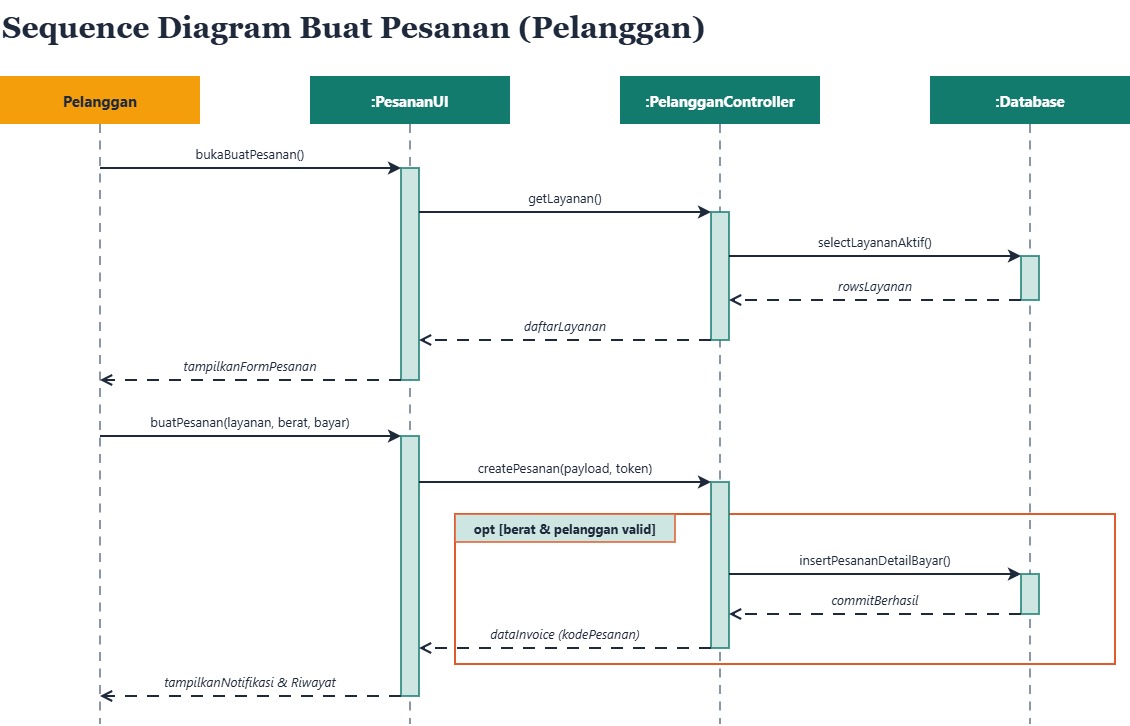 Sequence Diagram Buat Pesanan (Pelanggan)
Pelanggan
:PesananUI
:PelangganController
:Database
bukaBuatPesanan()
getLayanan()
selectLayananAktif()
rowsLayanan
daftarLayanan
tampilkanFormPesanan
buatPesanan(layanan, berat, bayar)
createPesanan(payload, token)
opt [berat & pelanggan valid]
insertPesananDetailBayar()
commitBerhasil
dataInvoice (kodePesanan)
tampilkanNotifikasi & Riwayat